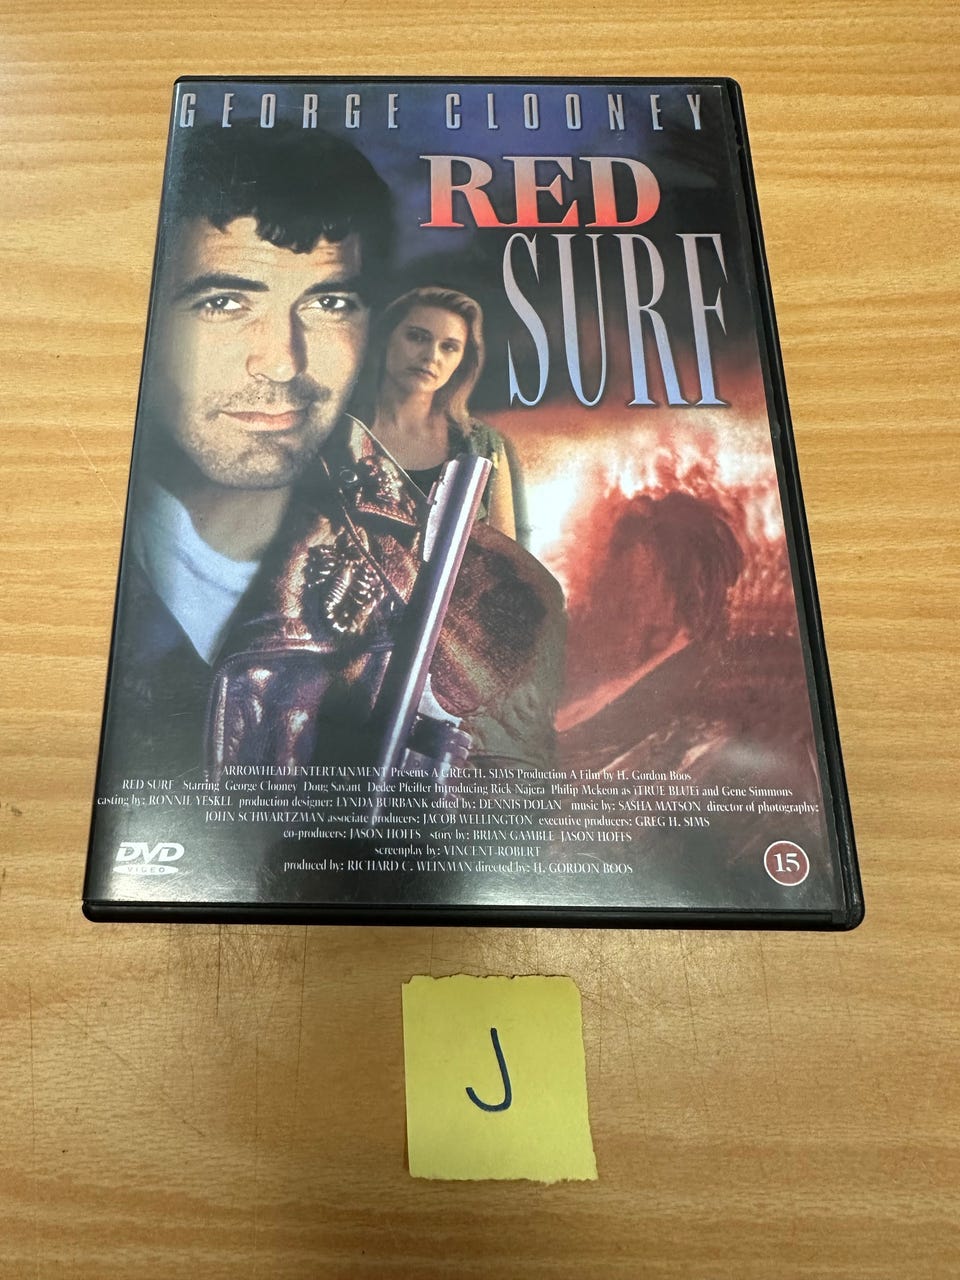 GEORGE CLOONEY
RED
SURF
ARROWHEAD ENTERTAINMENT Presents A GREG H. SIMS Production A Film by H. Gordon Boos
RED SURF Starring George Clooney Doug Savant Dedee Pfeiffer Introducing Rick Najera Philip Mckeon as ¡TRUE BLUE¡ and Gene Simmons
casting by: RONNIE YESKEL production designer: LYNDA BURBANK edited by: DENNIS DOLAN music by: SASHA MATSON director of photography:
JOHN SCHWARTZMAN associate producers: JACOB WELLINGTON executive producers: GREG H. SIMS
co-producers: JASON HOFFS story by: BRIAN GAMBLE JASON HOFFS
screenplay by: VINCENT ROBERT
produced by: RICHARD C. WEINMAN directed by: H. GORDON BOOS
DVD
VIDEO
15
J